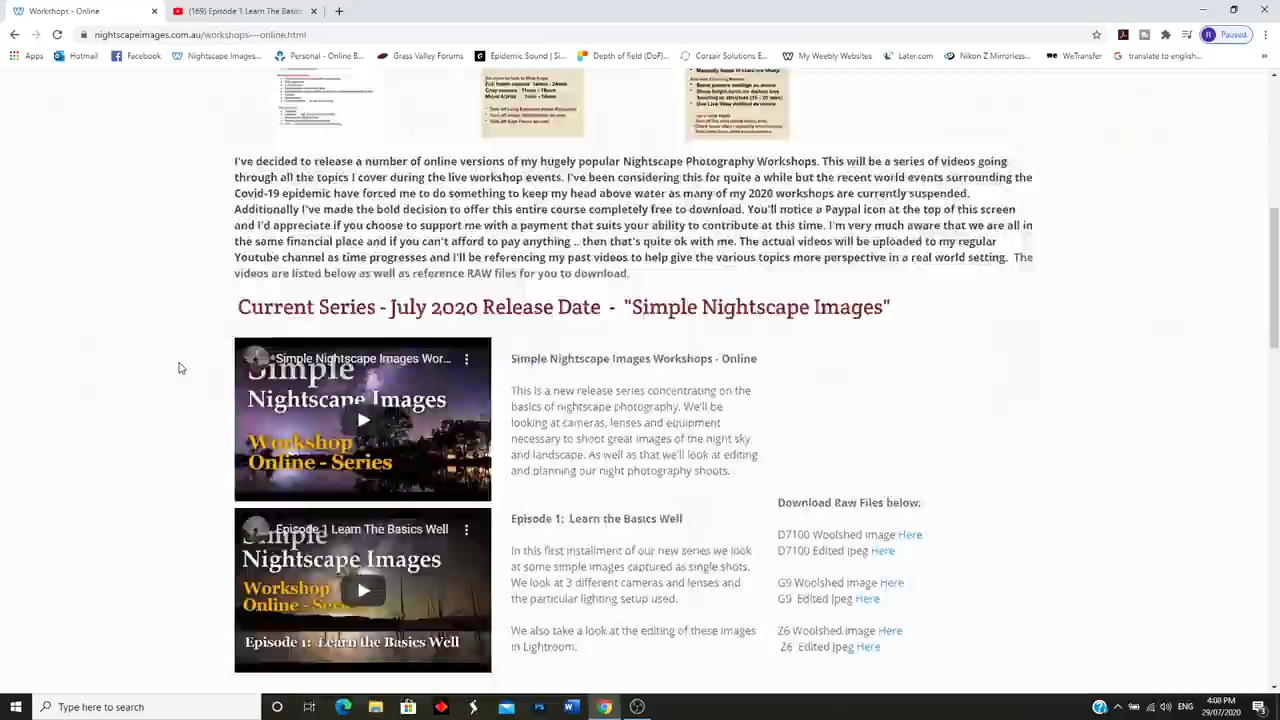 Workshops - Online
(169) Episode 1 Learn The Basics
nightscapeimages.com.au/workshops---online.html
R Paused
Apps Hotmail Facebook Nightscape Images... Personal - Online B... Grass Valley Forums Epidemic Sound | Si... Depth of field (DoF)... Corsair Solutions E... My Weebly Websites Later.com Nikon Z Mirrorless... WeTransfer translate to english...
I've decided to release a number of online versions of my hugely popular Nightscape Photography Workshops. This will be a series of videos going
through all the topics I cover during the live workshop events. I've been considering this for quite a while but the recent world events surrounding the
Covid-19 epidemic have forced me to do something to keep my head above water as many of my 2020 workshops are currently suspended.
Additionally I've made the bold decision to offer this entire course completely free to download. You'll notice a Paypal icon at the top of this screen
and I'd appreciate if you choose to support me with a payment that suits your ability to contribute at this time. I'm very much aware that we are all in
the same financial place and if you can't afford to pay anything .. then that's quite ok with me. The actual videos will be uploaded to my regular
Youtube channel as time progresses and I'll be referencing my past videos to help give the various topics more perspective in a real world setting. The
videos are listed below as well as reference RAW files for you to download.
Current Series - July 2020 Release Date - "Simple Nightscape Images"
Simple Nightscape Images Wor...
Simple
Nightscape Images
Workshop
Online - Series
Simple Nightscape Images Workshops - Online
This is a new release series concentrating on the
basics of nightscape photography. We'll be
looking at cameras, lenses and equipment
necessary to shoot great images of the night sky
and landscape. As well as that we'll look at editing
and planning our night photography shoots.
Episode 1 Learn The Basics Well
Simple
Nightscape Images
Workshop
Online - Series
Episode 1: Learn the Basics Well
Episode 1: Learn the Basics Well
In this first installment of our new series we look
at some simple images captured as single shots.
We look at 3 different cameras and lenses and
the particular lighting setup used.
We also take a look at the editing of these images
in Lightroom.
Download Raw Files below:
D7100 Woolshed image Here
D7100 Edited Jpeg Here
G9 Woolshed image Here
G9 Edited Jpeg Here
Z6 Woolshed image Here
Z6 Edited Jpeg Here
Type here to search
ENG
4:08 PM
29/07/2020